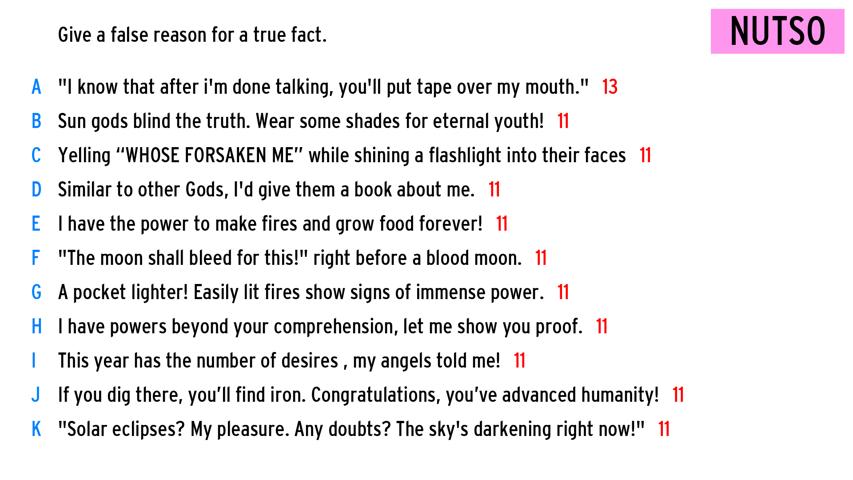 Give a false reason for a true fact.
NUTSO
A "I know that after i'm done talking, you'll put tape over my mouth." 13
B Sun gods blind the truth. Wear some shades for eternal youth! 11
C Yelling “WHOSE FORSAKEN ME” while shining a flashlight into their faces 11
D Similar to other Gods, I'd give them a book about me. 11
E I have the power to make fires and grow food forever! 11
F "The moon shall bleed for this!" right before a blood moon. 11
G A pocket lighter! Easily lit fires show signs of immense power. 11
H I have powers beyond your comprehension, let me show you proof. 11
I This year has the number of desires , my angels told me! 11
J If you dig there, you’ll find iron. Congratulations, you’ve advanced humanity! 11
K "Solar eclipses? My pleasure. Any doubts? The sky's darkening right now!" 11